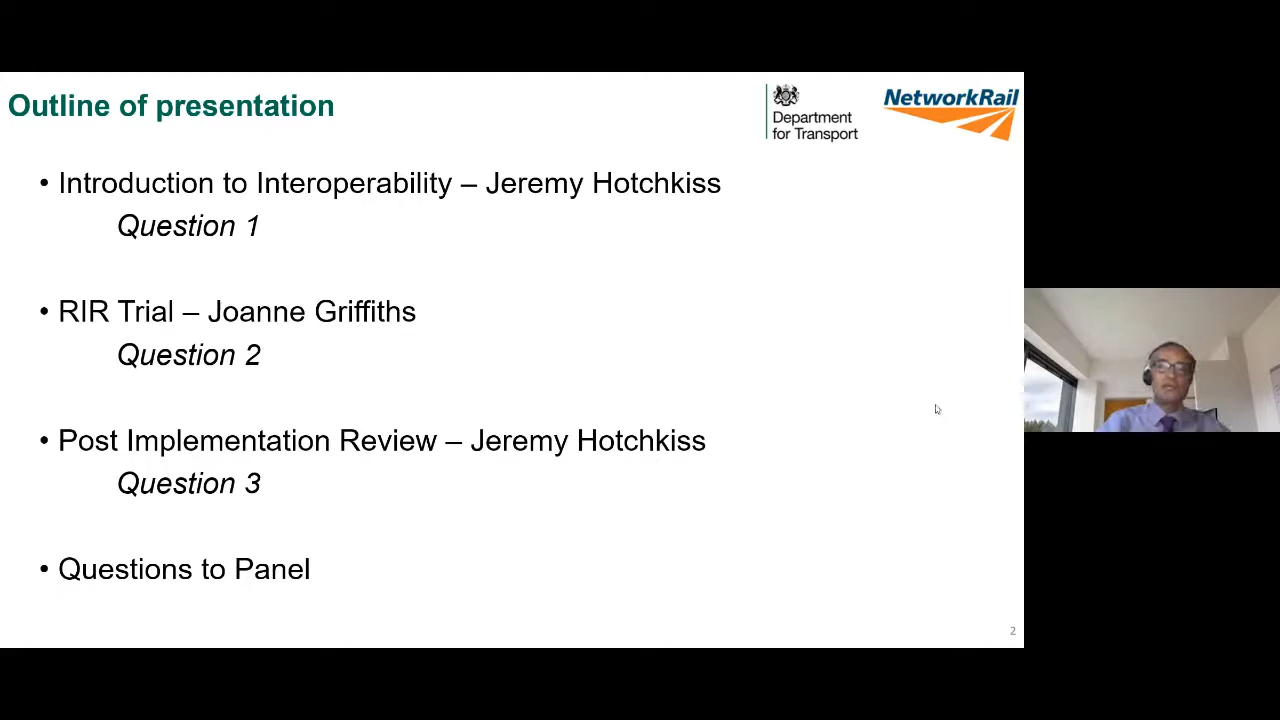 Outline of presentation
Department
for Transport
NetworkRail
• Introduction to Interoperability – Jeremy Hotchkiss
Question 1
• RIR Trial – Joanne Griffiths
Question 2
• Post Implementation Review – Jeremy Hotchkiss
Question 3
• Questions to Panel
2